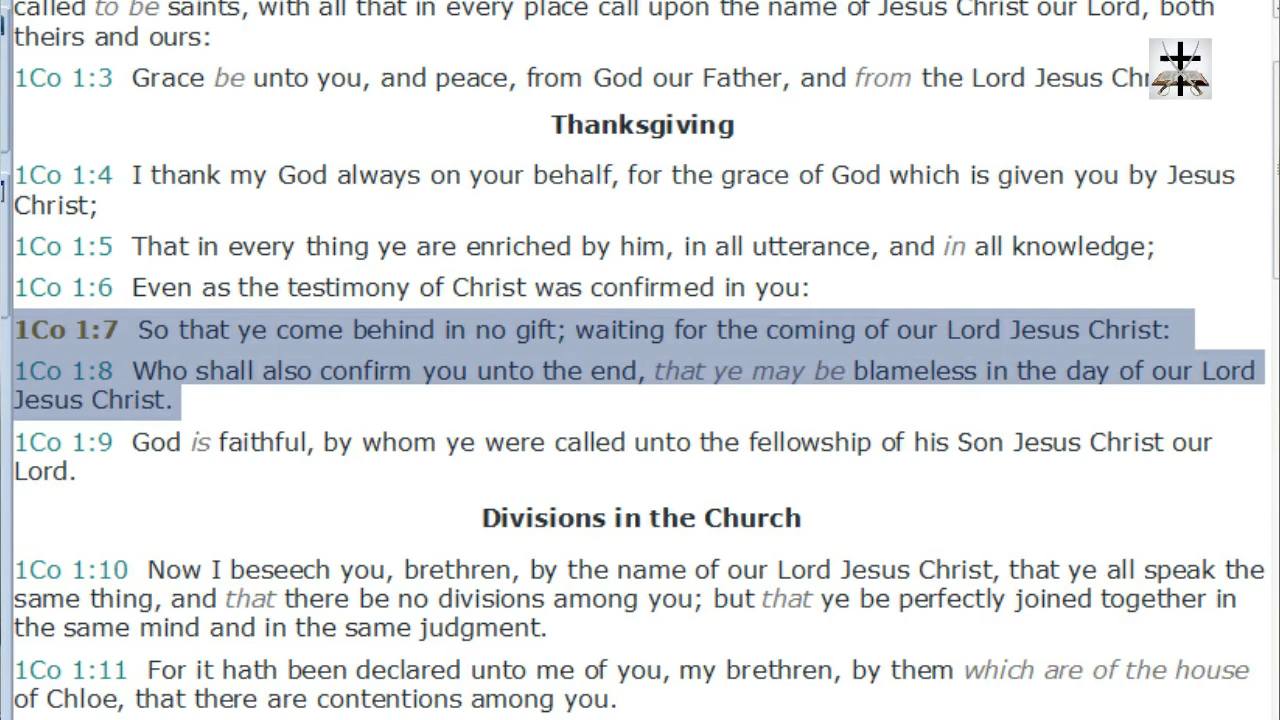 called to be saints, with all that in every place call upon the name of Jesus Christ our Lord, both
theirs and ours:
1Co 1:3 Grace be unto you, and peace, from God our Father, and from the Lord Jesus
Thanksgiving
1Co 1:4 I thank my God always on your behalf, for the grace of God which is given you by Jesus
Christ;
1Co 1:5 That in every thing ye are enriched by him, in all utterance, and in all knowledge;
1Co 1:6 Even as the testimony of Christ was confirmed in you:
1Co 1:7 So that ye come behind in no gift; waiting for the coming of our Lord Jesus Christ:
1Co 1:8 Who shall also confirm you unto the end, that ye may be blameless in the day of our Lord
Jesus Christ.
1Co 1:9 God is faithful, by whom ye were called unto the fellowship of his Son Jesus Christ our
Lord.
Divisions in the Church
1Co 1:10 Now I beseech you, brethren, by the name of our Lord Jesus Christ, that ye all speak the
same thing, and that there be no divisions among you; but that ye be perfectly joined together in
the same mind and in the same judgment.
1Co 1:11 For it hath been declared unto me of you, my brethren, by them which are of the house
of Chloe, that there are contentions among you.